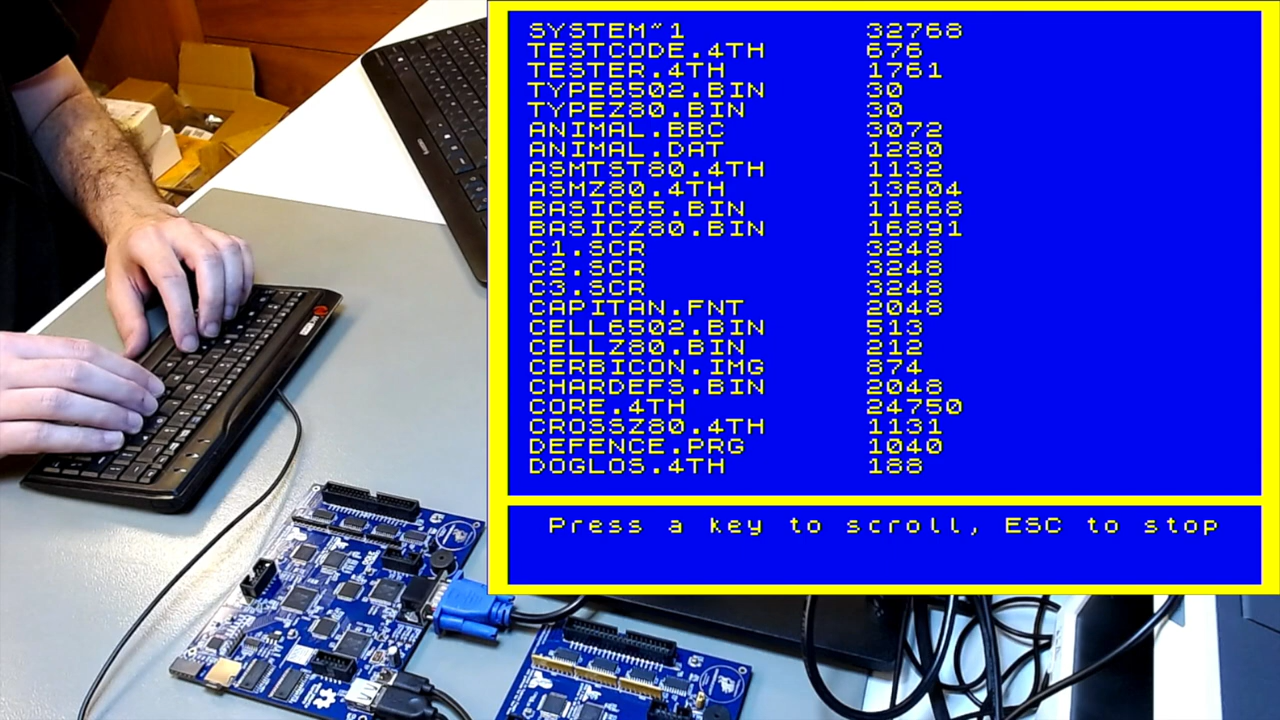 SYSTEM~1 32768
TESTCODE.4TH 676
TESTER.4TH 1761
TYPE6502.BIN 30
TYPEZ80.BIN 30
ANIMAL.BBC 3072
ANIMAL.DAT 1280
ASMTST80.4TH 1132
ASMZ80.4TH 13604
BASIC65.BIN 11668
BASICZ80.BIN 16891
C1.SCR 3248
C2.SCR 3248
C3.SCR 3248
CAPITAN.FNT 2048
CELL6502.BIN 513
CELLZ80.BIN 212
CERBICON.IMG 874
CHARDEFS.BIN 2048
CORE.4TH 24750
CROSSZ80.4TH 1131
DEFENCE.PRG 1040
DOGLOS.4TH 188
Press a key to scroll, ESC to stop